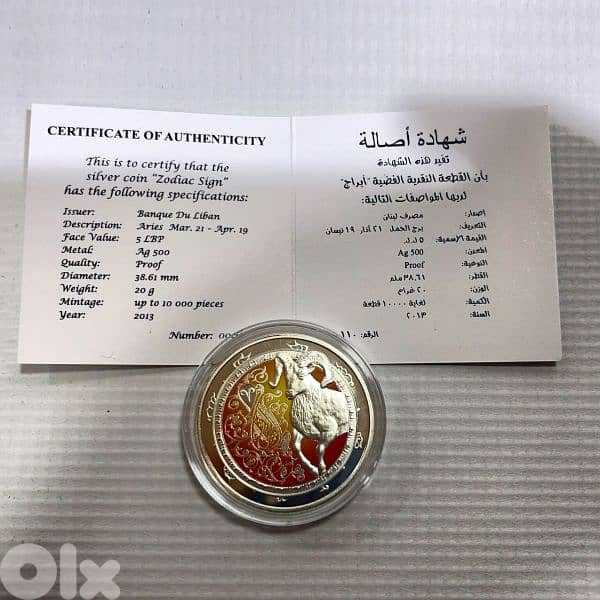 CERTIFICATE OF AUTHENTICITY
This is to certify that the
silver coin "Zodiac Sign"
has the following specifications:
Issuer: Banque Du Liban
Description: Aries Mar. 21 - Apr. 19
Face Value: 5 LBP
Metal: Ag 500
Quality: Proof
Diameter: 38.61 mm
Weight: 20 g
Mintage: up to 10 000 pieces
Year: 2013
Number: 00
شهادة أصالة
تفيد هذه الشهادة
بأن القطعة النقدية الفضية "أبراج"
لديها المواصفات التالية:
اصدار: مصرف لبنان
التعريف: برج الحمل ٢١ آذار ١٩ نيسان
القيمة الإسمية: ٥ ل.ل.
المعدن: Ag 500
النوعية: Proof
القطر: ٣٨،٦١ ملم
الوزن: ٢٠ غرام
الكمية: لغاية ١٠٠٠٠ قطعة
السنة: ٢٠١٣
الرقم: ١١٠
OLX